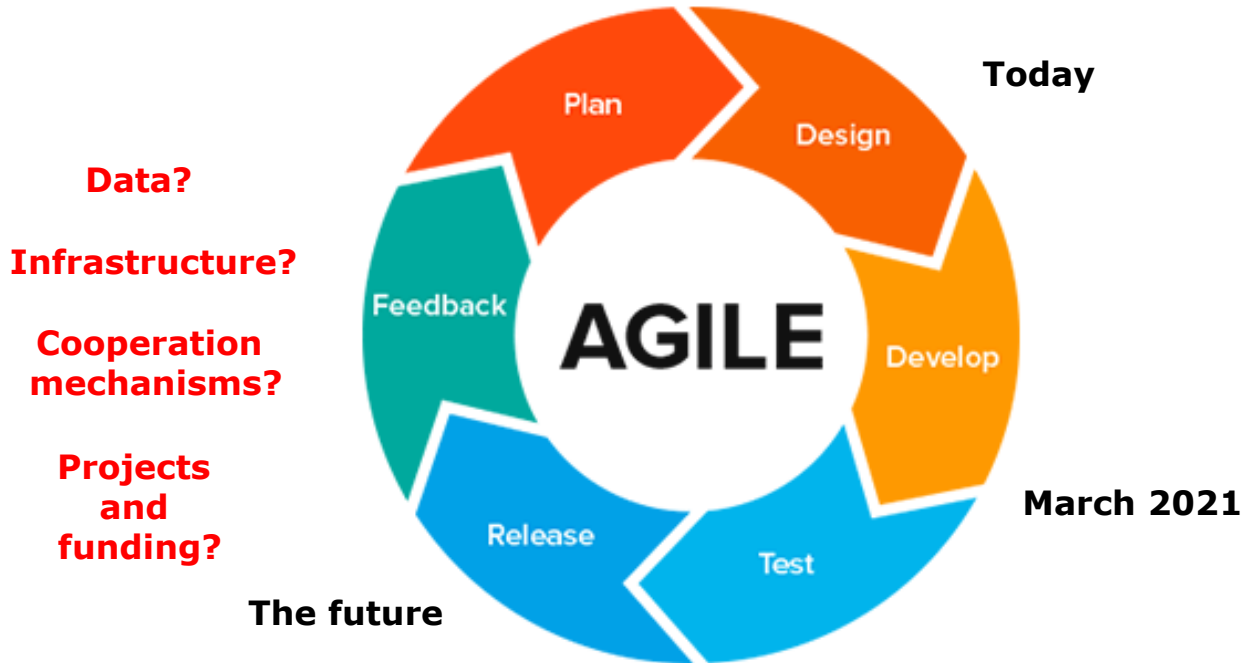 Plan
Design
Today
Data?
Infrastructure?
Feedback
AGILE
Develop
Cooperation
mechanisms?
Projects
and
funding?
March 2021
Release
Test
The future